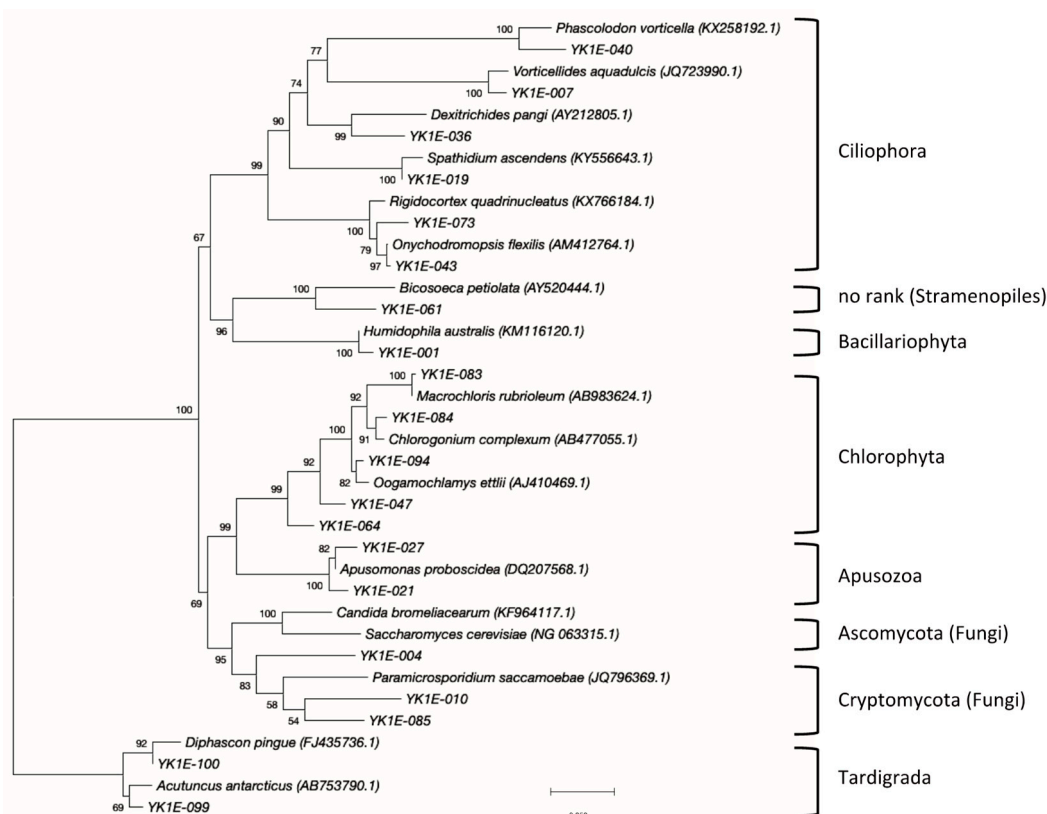 Phascolodon vorticella (KX258192.1)
100
YK1E-040
77
Vorticellides aquadulcis (JQ723990.1)
100
YK1E-007
74
Dexitrichides pangi (AY212805.1)
99
YK1E-036
90
Ciliophora
Spathidium ascendens (KY556643.1)
99
100
YK1E-019
Rigidocortex quadrinucleatus (KX766184.1)
100
YK1E-073
67
79
Onychodromopsis flexilis (AM412764.1)
97
YK1E-043
100
Bicosoeca petiolata (AY520444.1)
no rank (Stramenopiles)
YK1E-061
96
Humidophila australis (KM116120.1)
Bacillariophyta
100
YK1E-001
100
YK1E-083
92
Macrochloris rubrioleum (AB983624.1)
100
YK1E-084
100
91
Chlorogonium complexum (AB477055.1)
Chlorophyta
92
YK1E-094
82
Oogamochlamys ettlii (AJ410469.1)
99
YK1E-047
99
YK1E-064
82
YK1E-027
Apusomonas proboscidea (DQ207568.1)
Apusozoa
100
YK1E-021
69
100
Candida bromeliacearum (KF964117.1)
Saccharomyces cerevisiae (NG 063315.1)
Ascomycota (Fungi)
95
YK1E-004
83
Paramicrosporidium saccamoebae (JQ796369.1)
58
YK1E-010
Cryptomycota (Fungi)
54
YK1E-085
92
Diphascon pingue (FJ435736.1)
YK1E-100
Tardigrada
Acutuncus antarcticus (AB753790.1)
69
YK1E-099